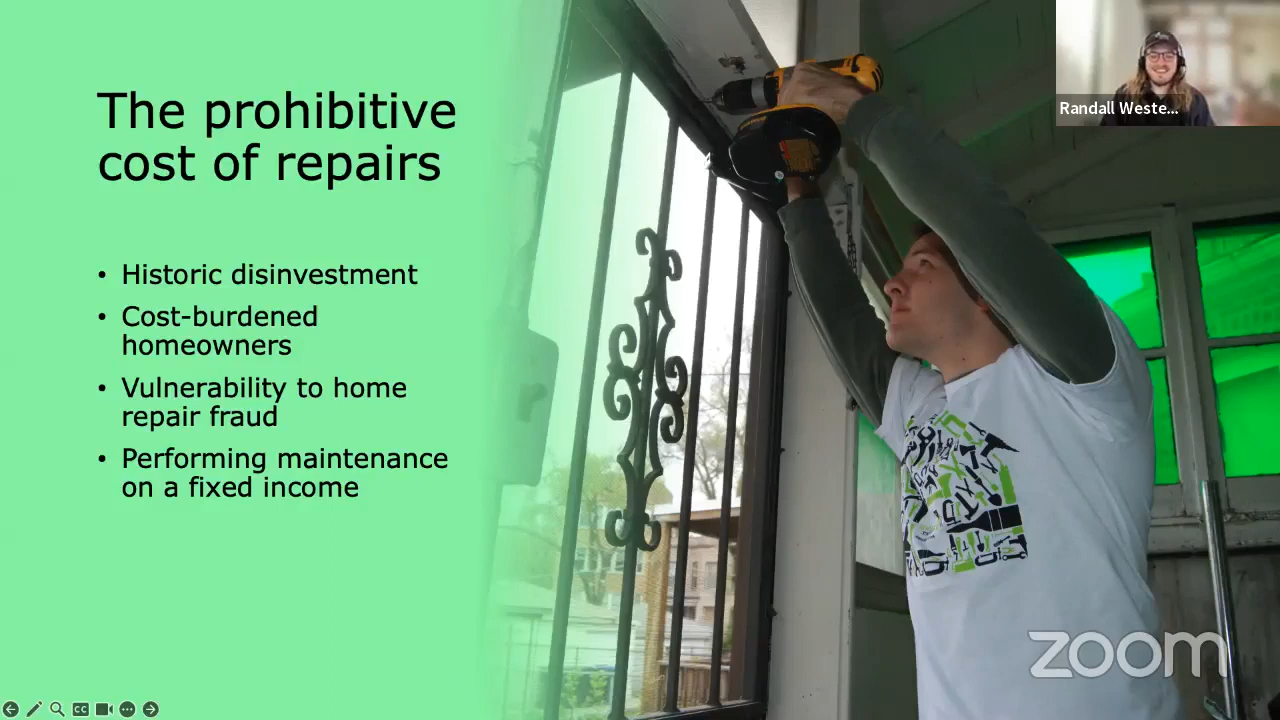 The prohibitive
cost of repairs
• Historic disinvestment
• Cost-burdened
homeowners
• Vulnerability to home
repair fraud
• Performing maintenance
on a fixed income
Randall Weste...
zoom
CC